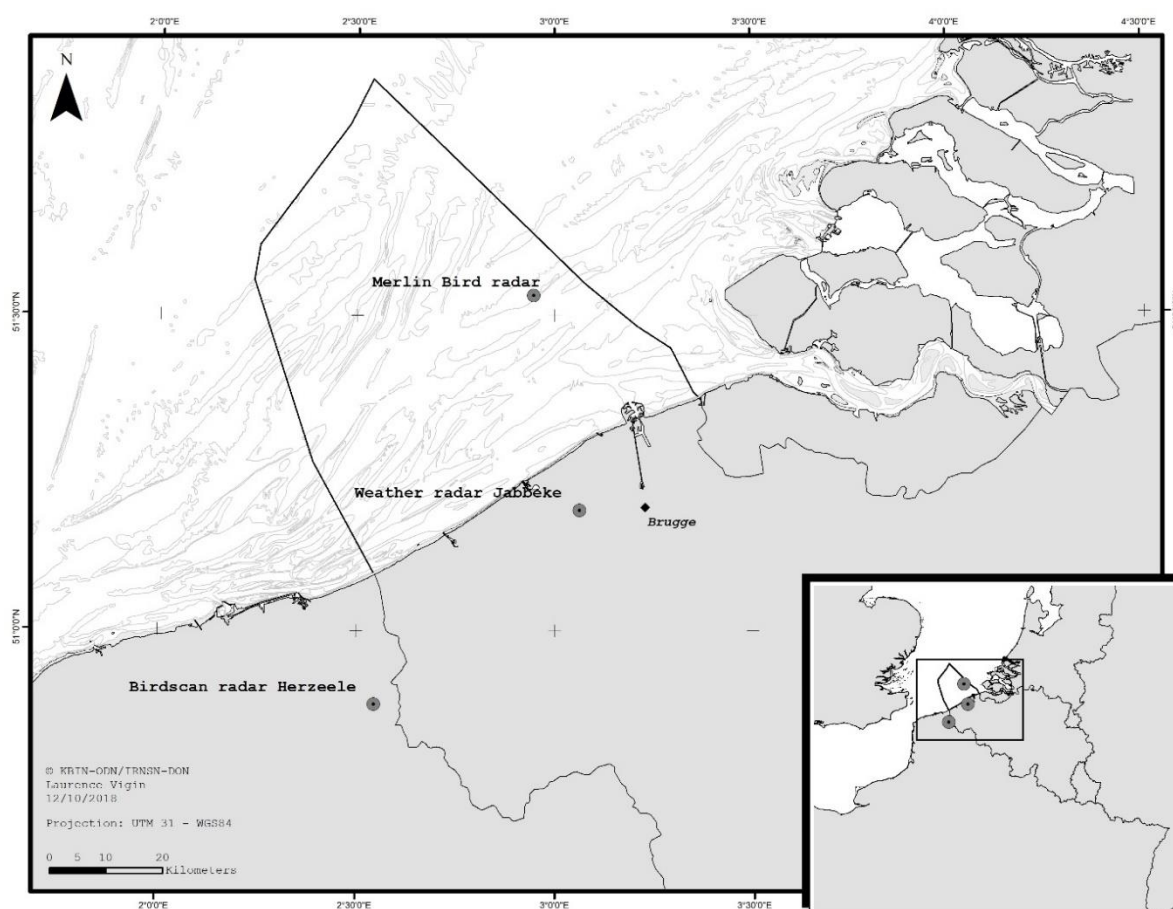 2°0'0"E 2°30'0"E 3°0'0"E 3°30'0"E 4°0'0"E 4°30'0"E
N
Merlin Bird radar
51°30'0"N
Weather radar Jabbeke
Brugge
51°0'0"N
Birdscan radar Herzeele
© KBIN-ODN/IRNSN-DON
Laurence Vigin
12/10/2018
Projection: UTM 31 - WGS84
0 5 10 20
Kilometers
2°0'0"E 2°30'0"E 3°0'0"E 3°30'0"E